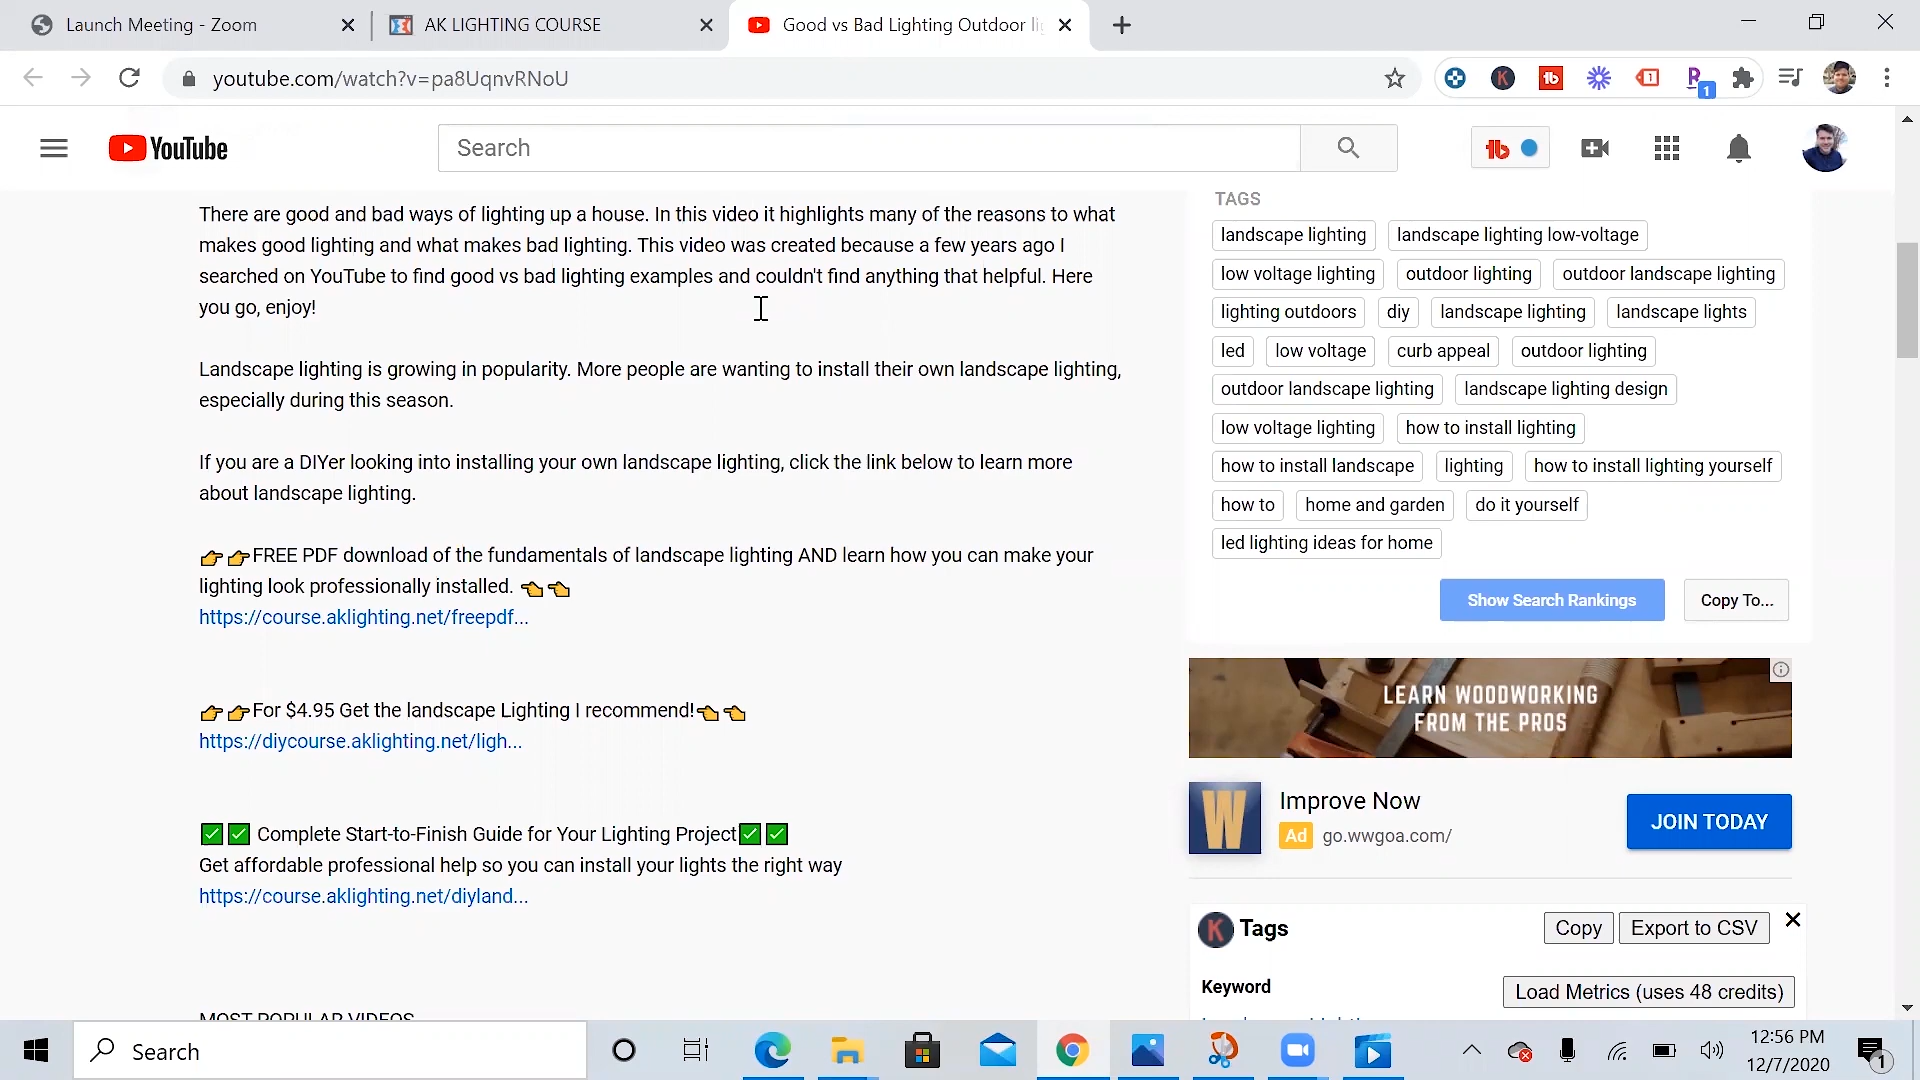 Launch Meeting - Zoom
AK LIGHTING COURSE
Good vs Bad Lighting Outdoor li
youtube.com/watch?v=pa8UqnvRNoU
1
1
YouTube
Search
There are good and bad ways of lighting up a house. In this video it highlights many of the reasons to what
makes good lighting and what makes bad lighting. This video was created because a few years ago I
searched on YouTube to find good vs bad lighting examples and couldn't find anything that helpful. Here
you go, enjoy!
Landscape lighting is growing in popularity. More people are wanting to install their own landscape lighting,
especially during this season.
If you are a DIYer looking into installing your own landscape lighting, click the link below to learn more
about landscape lighting.
👉👉FREE PDF download of the fundamentals of landscape lighting AND learn how you can make your
lighting look professionally installed. 👈👈
https://course.aklighting.net/freepdf...
👉👉For $4.95 Get the landscape Lighting I recommend!👈👈
https://diycourse.aklighting.net/ligh...
✅✅ Complete Start-to-Finish Guide for Your Lighting Project✅✅
Get affordable professional help so you can install your lights the right way
https://course.aklighting.net/diyland...
MOST POPULAR VIDEOS
TAGS
landscape lighting landscape lighting low-voltage
low voltage lighting outdoor lighting outdoor landscape lighting
lighting outdoors diy landscape lighting landscape lights
led low voltage curb appeal outdoor lighting
outdoor landscape lighting landscape lighting design
low voltage lighting how to install lighting
how to install landscape lighting how to install lighting yourself
how to home and garden do it yourself
led lighting ideas for home
Show Search Rankings Copy To...
LEARN WOODWORKING
FROM THE PROS
W
Improve Now
Ad go.wwgoa.com/
JOIN TODAY
K Tags
Copy Export to CSV
Keyword
Load Metrics (uses 48 credits)
Search
12:56 PM
12/7/2020
1